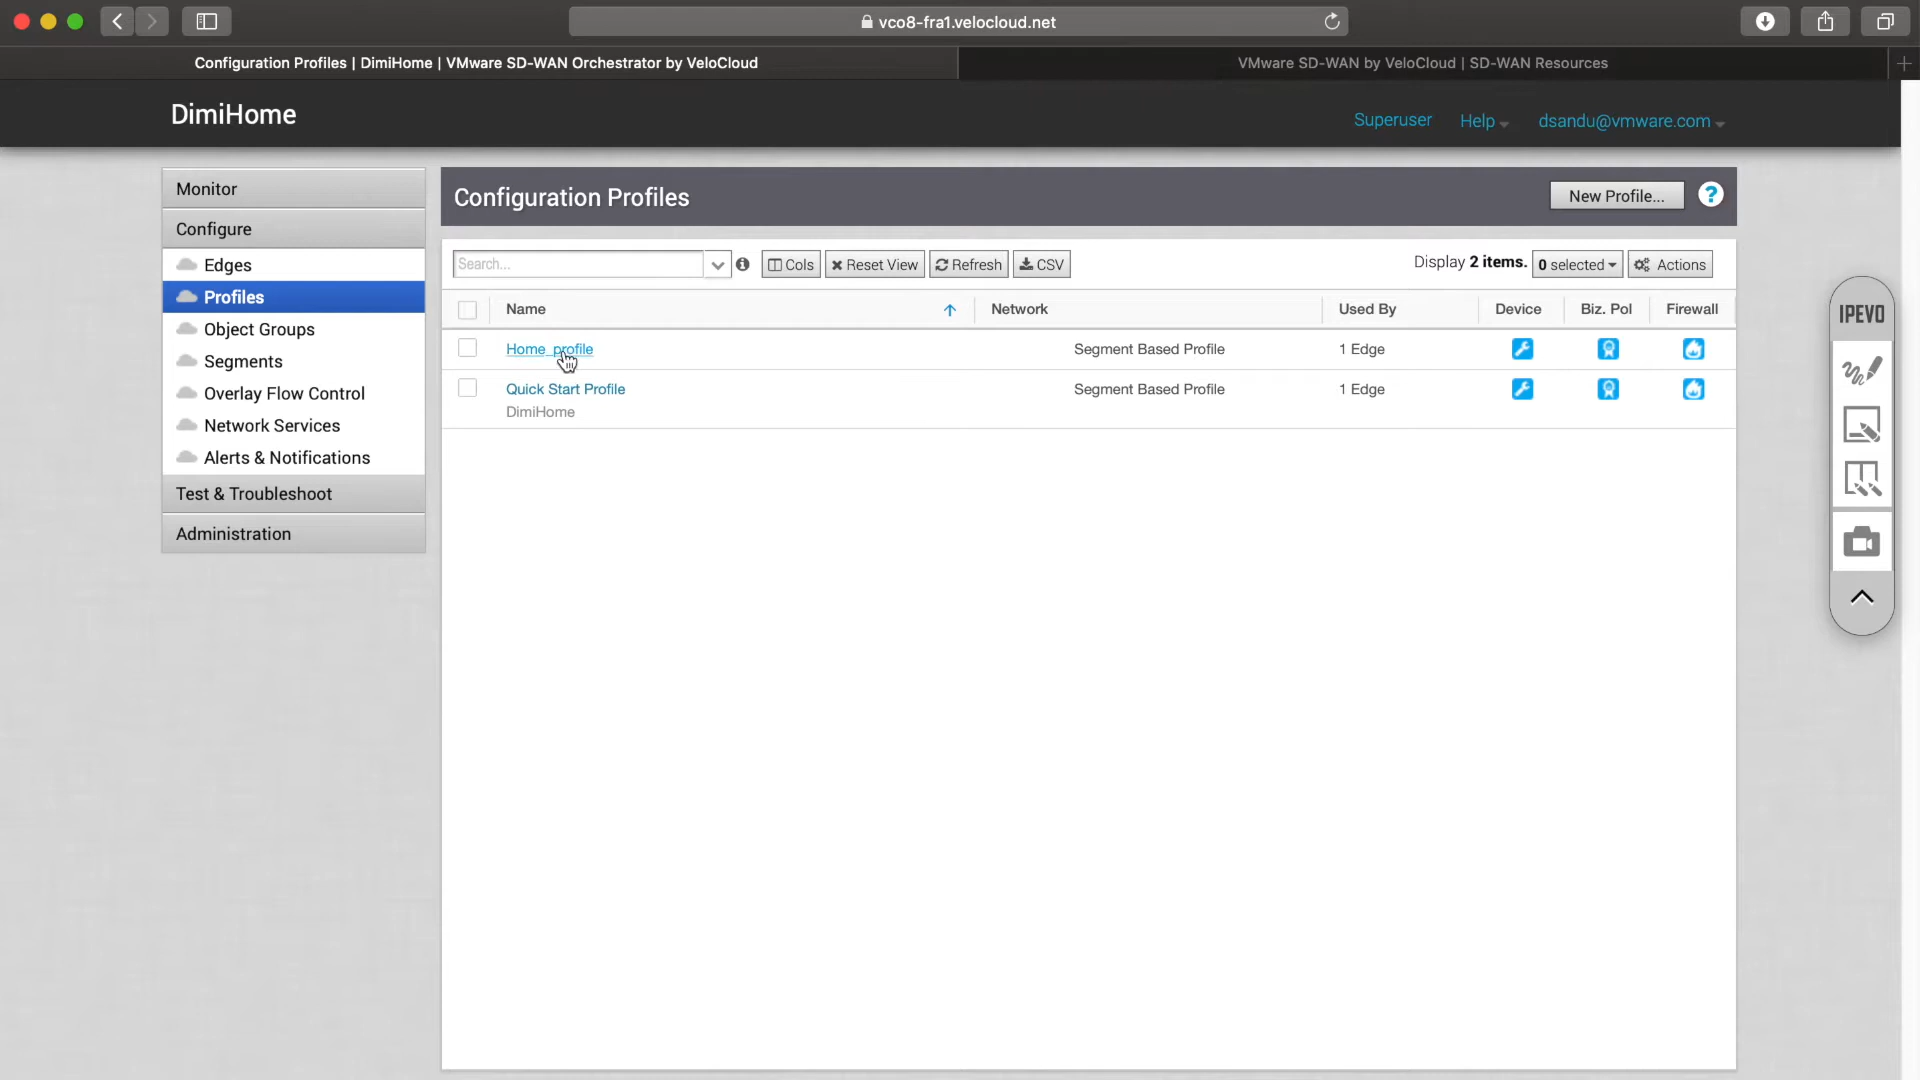 vco8-fra1.velocloud.net
Configuration Profiles | DimiHome | VMware SD-WAN Orchestrator by VeloCloud
VMware SD-WAN by VeloCloud | SD-WAN Resources
DimiHome
Superuser
Help
dsandu@vmware.com
Monitor
Configure
Edges
Profiles
Object Groups
Segments
Overlay Flow Control
Network Services
Alerts & Notifications
Test & Troubleshoot
Administration
Configuration Profiles
New Profile...
?
Search...
Cols
Reset View
Refresh
CSV
Display 2 items.
0 selected
Actions
Name
Network
Used By
Device
Biz. Pol
Firewall
Home_profile
Segment Based Profile
1 Edge
Quick Start Profile
Segment Based Profile
1 Edge
DimiHome
IPEVO